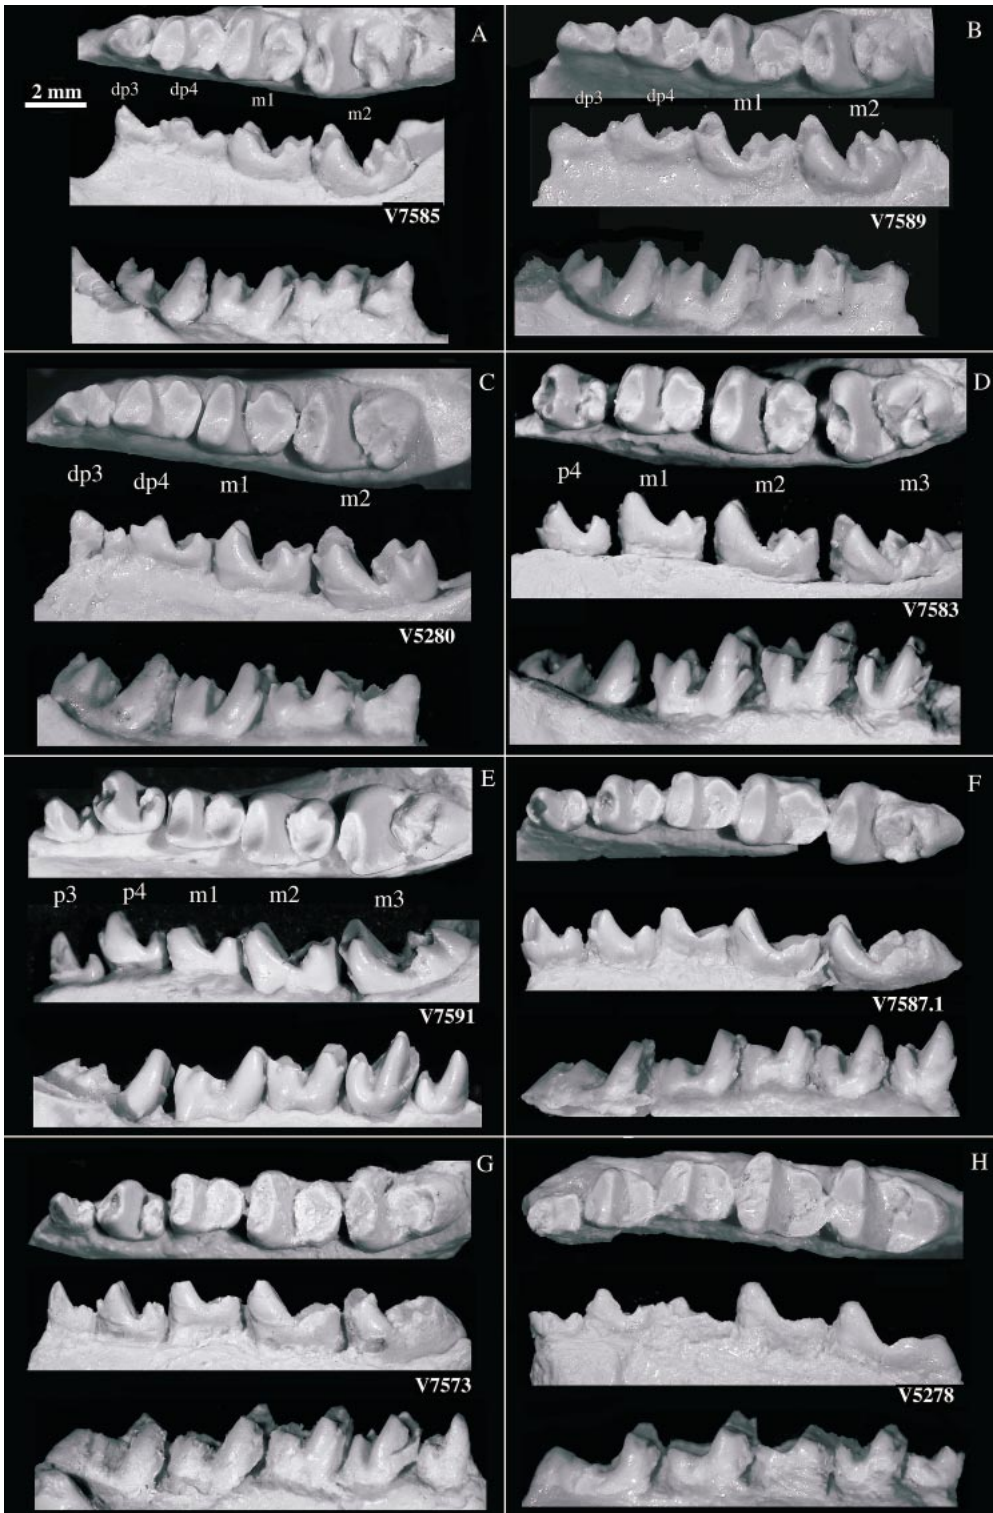 A
2 mm
dp3 dp4 m1 m2
V7585
B
dp3 dp4 m1 m2
V7589
C
dp3 dp4 m1 m2
V5280
D
p4 m1 m2 m3
V7583
E
p3 p4 m1 m2 m3
V7591
F
V7587.1
G
V7573
H
V5278